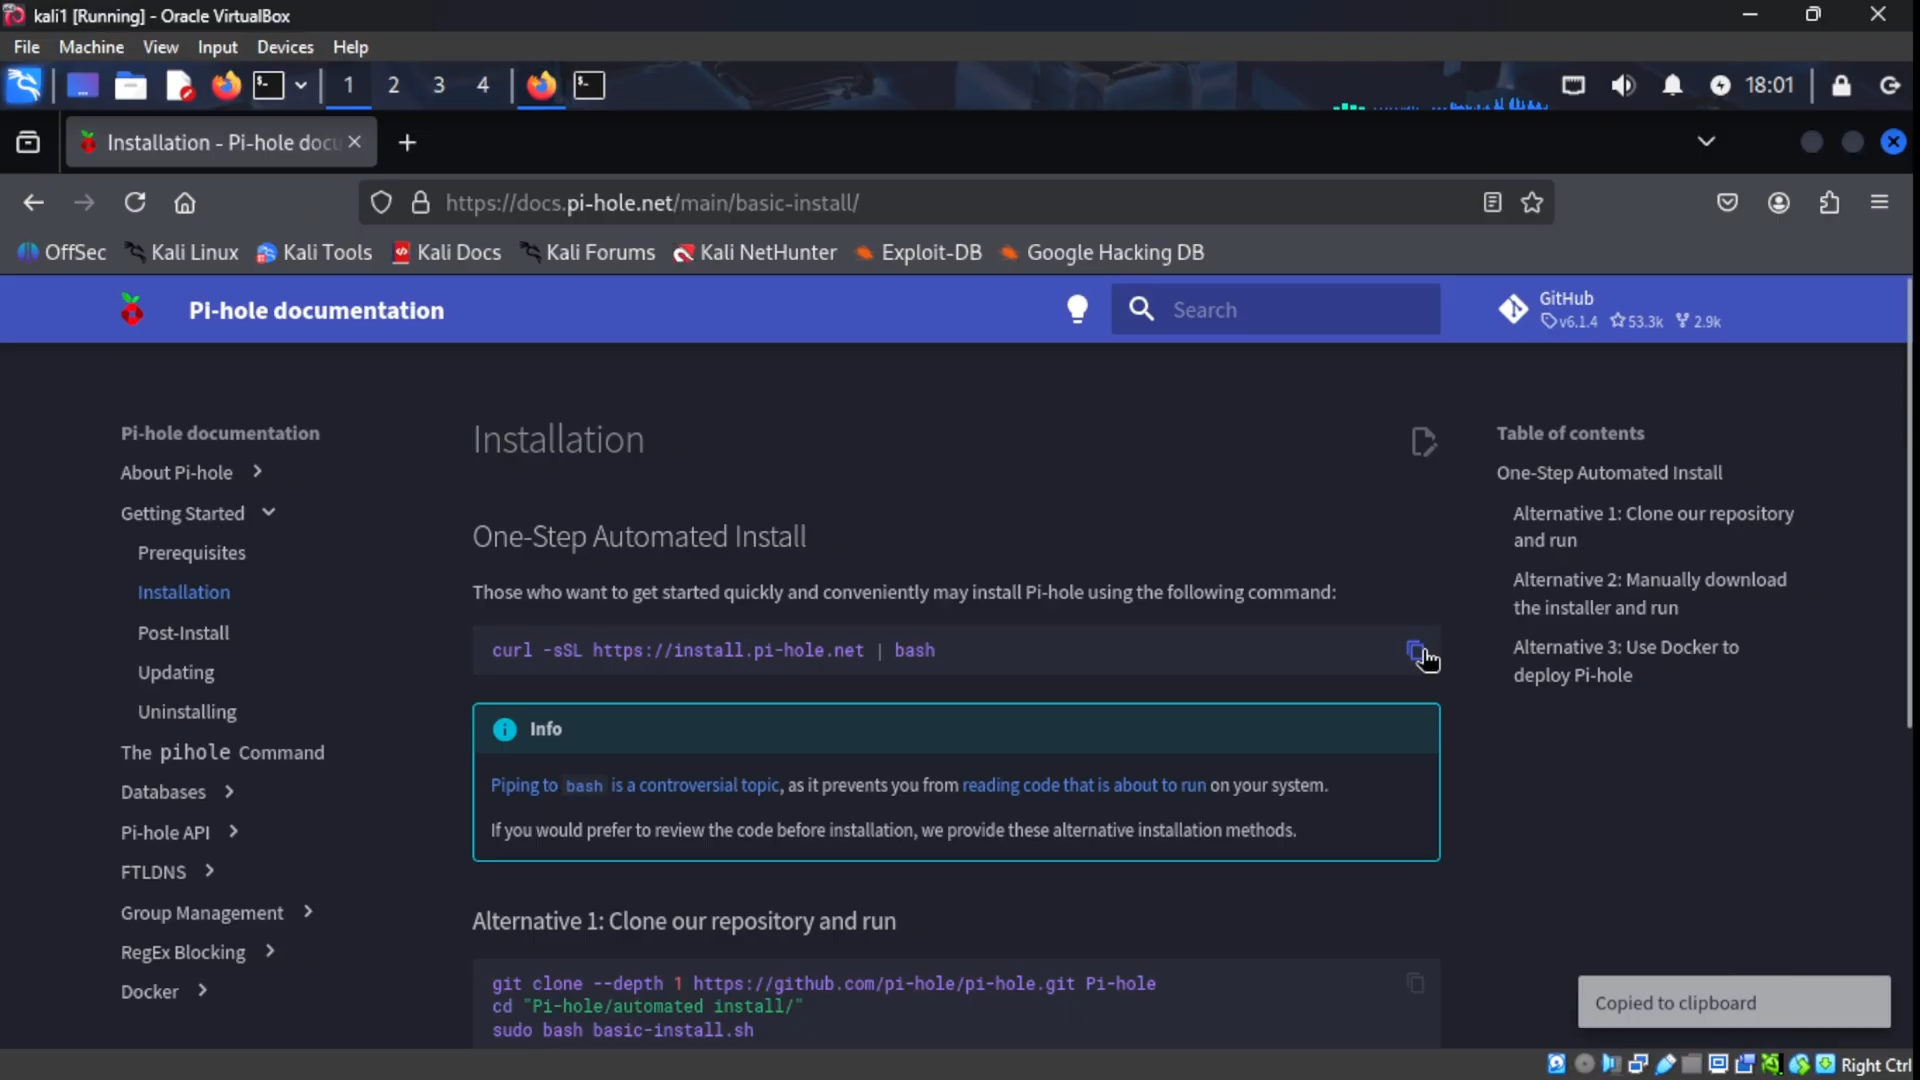 kali1 [Running] - Oracle VirtualBox
File Machine View Input Devices Help
1 2 3 4 18:01
Installation - Pi-hole docu
https://docs.pi-hole.net/main/basic-install/
OffSec Kali Linux Kali Tools Kali Docs Kali Forums Kali NetHunter Exploit-DB Google Hacking DB
Pi-hole documentation
Search
GitHub
v6.1.4 53.3k 2.9k
Pi-hole documentation
About Pi-hole
Getting Started
Prerequisites
Installation
Post-Install
Updating
Uninstalling
The pihole Command
Databases
Pi-hole API
FTLDNS
Group Management
RegEx Blocking
Docker
Installation
One-Step Automated Install
Those who want to get started quickly and conveniently may install Pi-hole using the following command:
curl -sSL https://install.pi-hole.net | bash
Info
Piping to bash is a controversial topic, as it prevents you from reading code that is about to run on your system.
If you would prefer to review the code before installation, we provide these alternative installation methods.
Alternative 1: Clone our repository and run
git clone --depth 1 https://github.com/pi-hole/pi-hole.git Pi-hole
cd "Pi-hole/automated install/"
sudo bash basic-install.sh
Table of contents
One-Step Automated Install
Alternative 1: Clone our repository
and run
Alternative 2: Manually download
the installer and run
Alternative 3: Use Docker to
deploy Pi-hole
Copied to clipboard
Right Ctrl